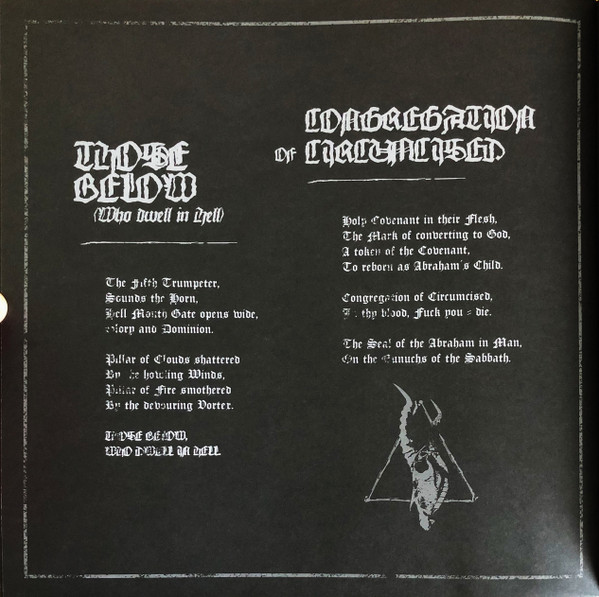 THOSE
BELOW
(Who dwell in Hell)
The Fifth Trumpeter,
Sounds the Horn,
Hell Mouth Gate opens wide,
Glory and Dominion.
Pillar of Clouds shattered
By the howling Winds,
Pillar of Fire smothered
By the devouring Vortex.
THOSE BELOW,
WHO DWELL IN HELL
CONGREGATION
OF CIRCUMCISED
Holy Covenant in their Flesh,
The Mark of converting to God,
A token of the Covenant,
To reborn as Abraham's Child.
Congregation of Circumcised,
thy blood, Fuck you = die.
The Seal of the Abraham in Man,
On the Eunuchs of the Sabbath.